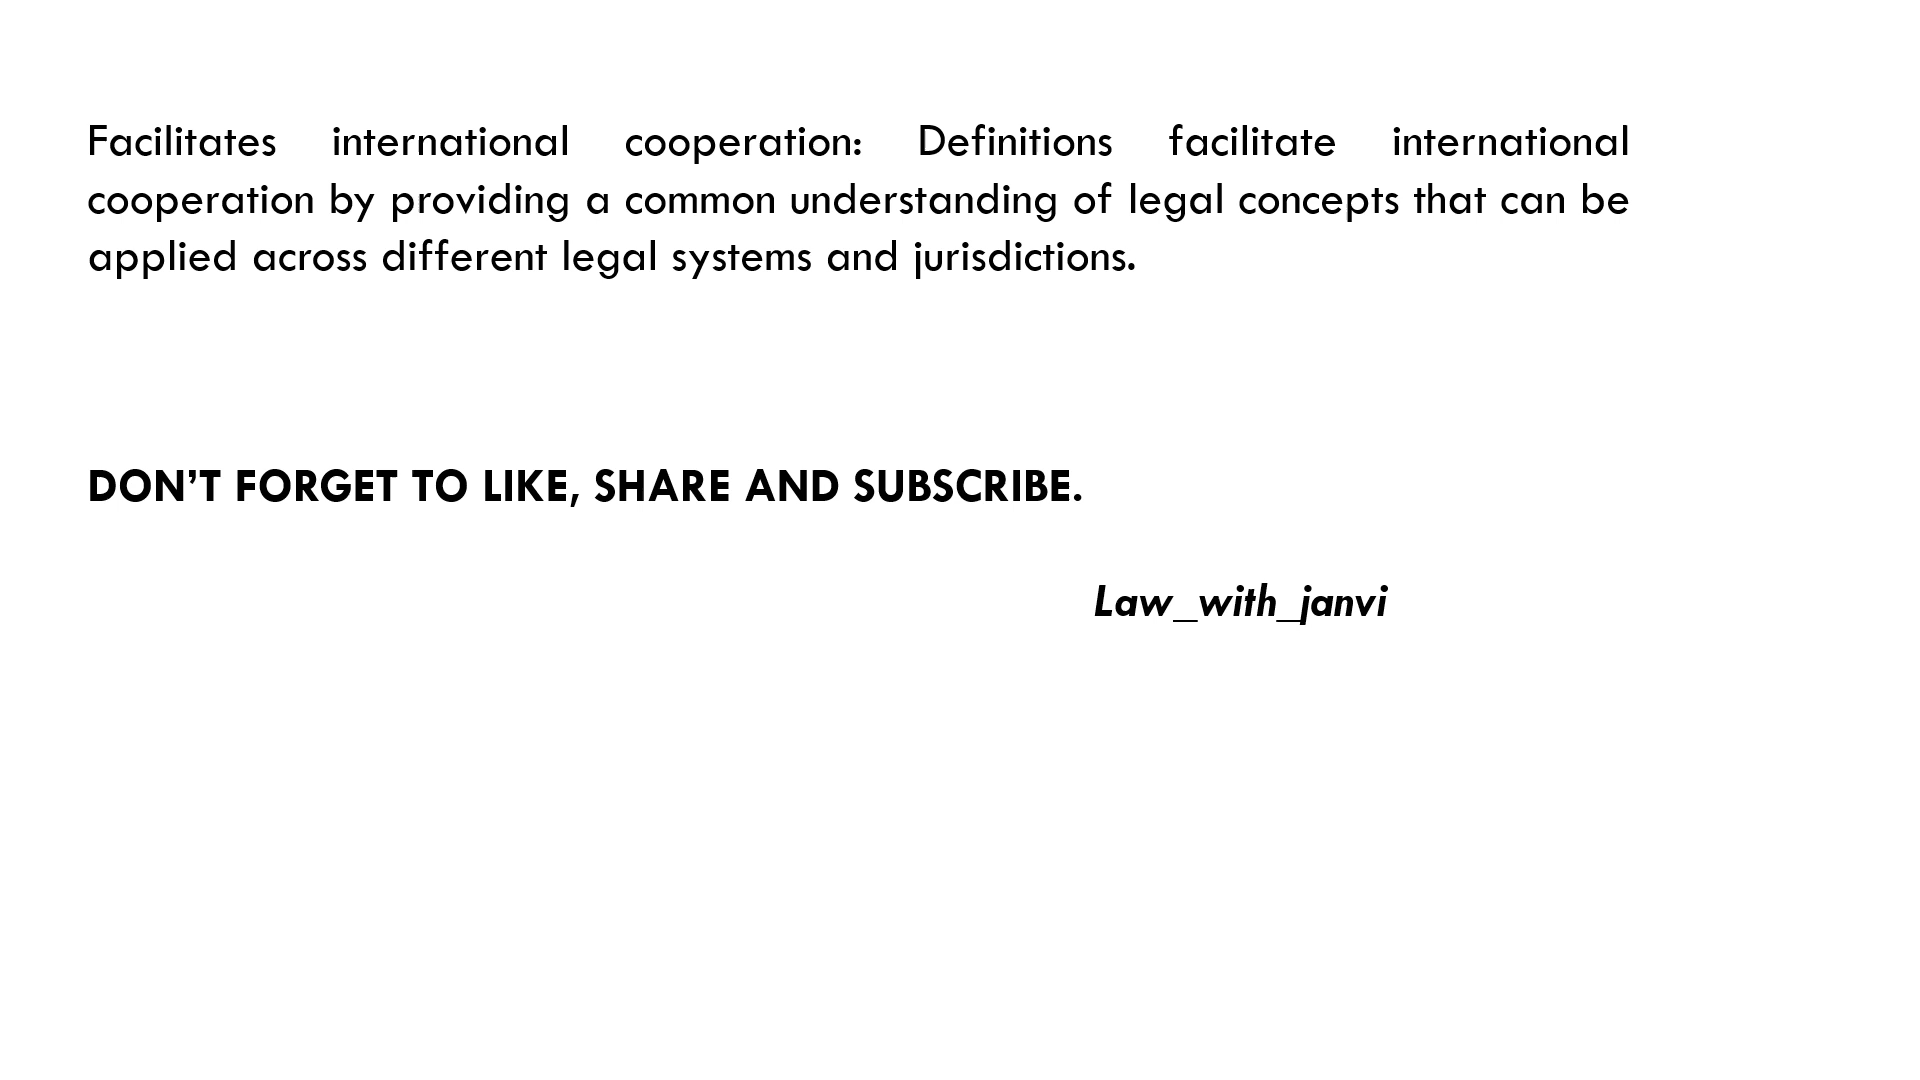 Facilitates international cooperation: Definitions facilitate international
cooperation by providing a common understanding of legal concepts that can be
applied across different legal systems and jurisdictions.
DON’T FORGET TO LIKE, SHARE AND SUBSCRIBE.
Law_with_janvi